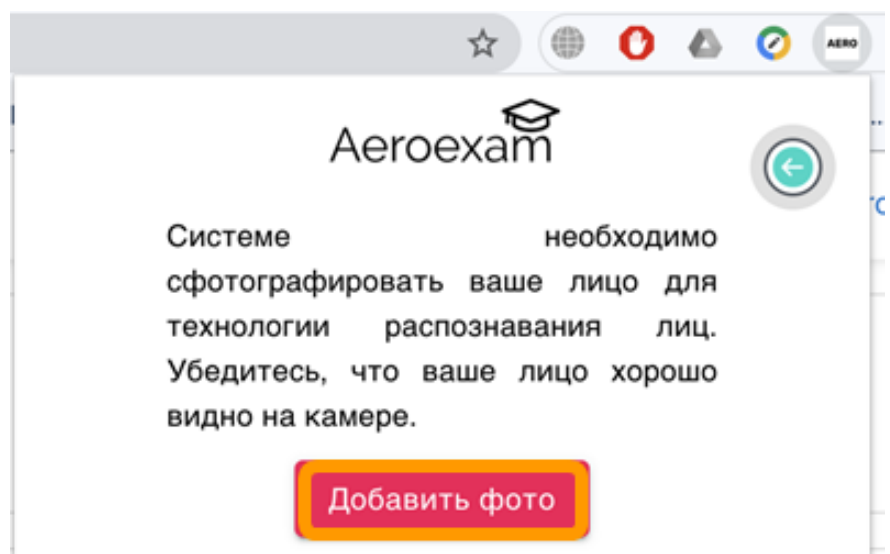 AERO
Aeroexam
Системе необходимо
сфотографировать ваше лицо для
технологии распознавания лиц.
Убедитесь, что ваше лицо хорошо
видно на камере.
Добавить фото